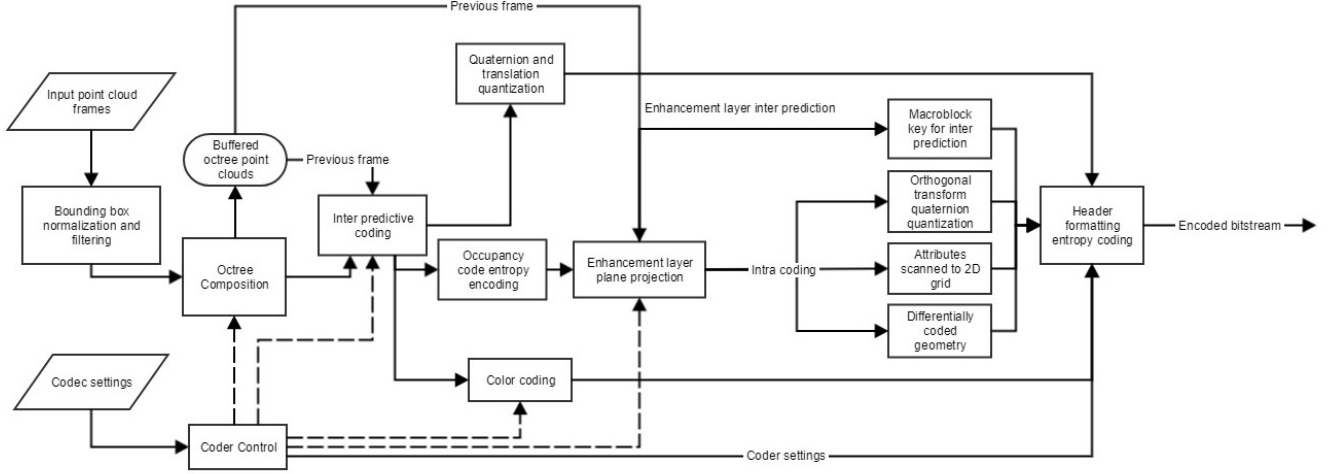 Previous frame
Quaternion and
translation
quantization
Input point cloud
frames
Enhancement layer inter prediction
Macroblock
key for inter
prediction
Buffered
octree point
clouds
Previous frame
Bounding box
normalization and
filtering
Inter predictive
coding
Orthogonal
transform
quaternion
quantization
Header
formatting
entropy coding
Encoded bitstream
Octree
Composition
Occupancy
code entropy
encoding
Enhancement layer
plane projection
Intra coding
Attributes
scanned to 2D
grid
Differentially
coded
geometry
Codec settings
Color coding
Coder Control
Coder settings